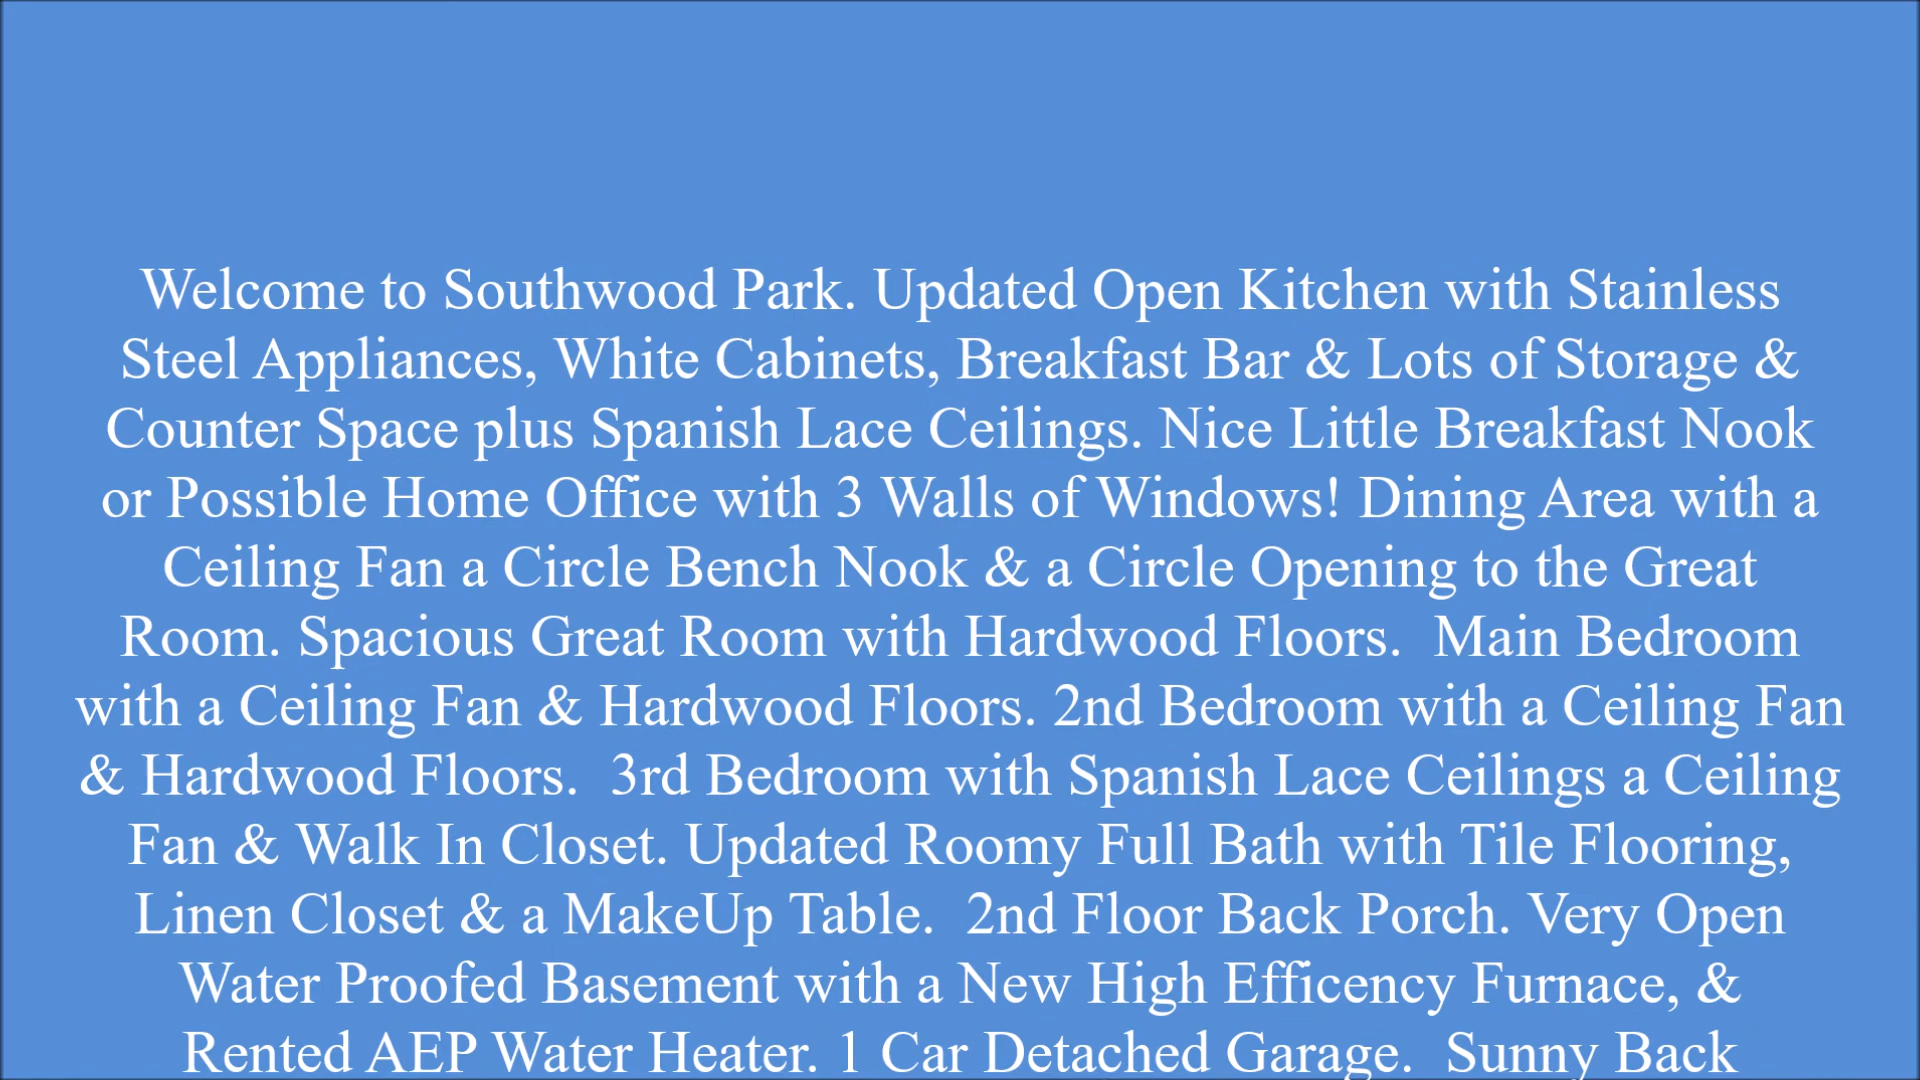 Welcome to Southwood Park. Updated Open Kitchen with Stainless
Steel Appliances, White Cabinets, Breakfast Bar & Lots of Storage &
Counter Space plus Spanish Lace Ceilings. Nice Little Breakfast Nook
or Possible Home Office with 3 Walls of Windows! Dining Area with a
Ceiling Fan a Circle Bench Nook & a Circle Opening to the Great
Room. Spacious Great Room with Hardwood Floors.  Main Bedroom
with a Ceiling Fan & Hardwood Floors. 2nd Bedroom with a Ceiling Fan
& Hardwood Floors.  3rd Bedroom with Spanish Lace Ceilings a Ceiling
Fan & Walk In Closet. Updated Roomy Full Bath with Tile Flooring,
Linen Closet & a MakeUp Table.  2nd Floor Back Porch. Very Open
Water Proofed Basement with a New High Efficency Furnace, &
Rented AEP Water Heater. 1 Car Detached Garage.  Sunny Back